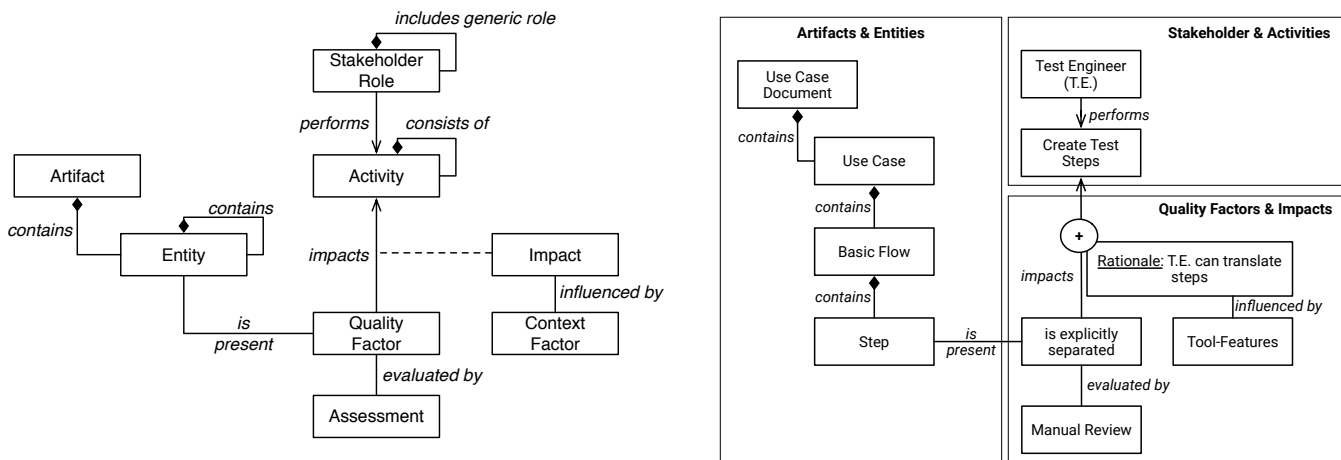 includes generic role
Stakeholder
Role
performs
consists of
Activity
Artifact
contains
contains
Entity
impacts
Impact
influenced by
is
present
Quality
Factor
Context
Factor
evaluated by
Assessment
Artifacts & Entities
Use Case
Document
contains
Use Case
contains
Basic Flow
contains
Step
is
present
Stakeholder & Activities
Test Engineer
(T.E.)
performs
Create Test
Steps
Quality Factors & Impacts
+
Rationale: T.E. can translate
steps
impacts
influenced by
is explicitly
separated
Tool-Features
evaluated by
Manual Review